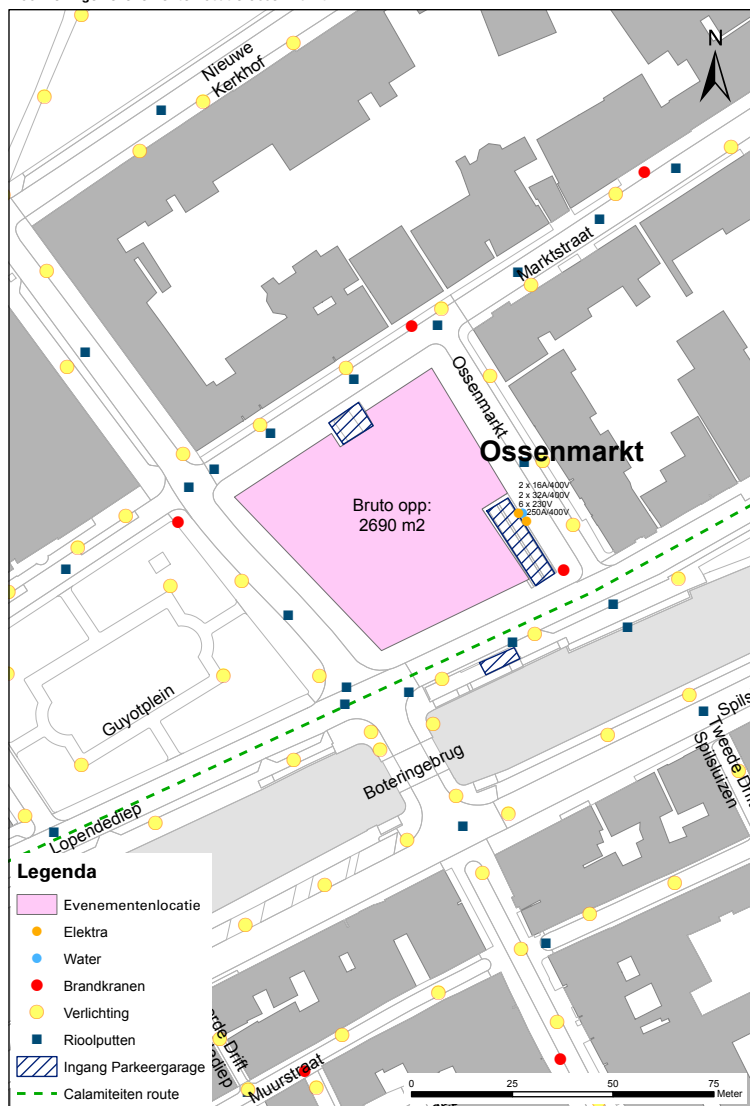 Nieuwe
Kerkhof
N
Marktstraat
Ossenmarkt
Ossenmarkt
2 x 16A/400V
2 x 32A/400V
6 x 230V
250A/400V
Bruto opp:
2690 m2
Guyotplein
Boteringebrug
Lopendediep
Tweede Drift
Spilsluizen
Muurstraat
Legenda
Evenementenlocatie
Elektra
Water
Brandkranen
Verlichting
Rioolputten
Ingang Parkeergarage
Calamiteiten route
0 25 50 75
Meter